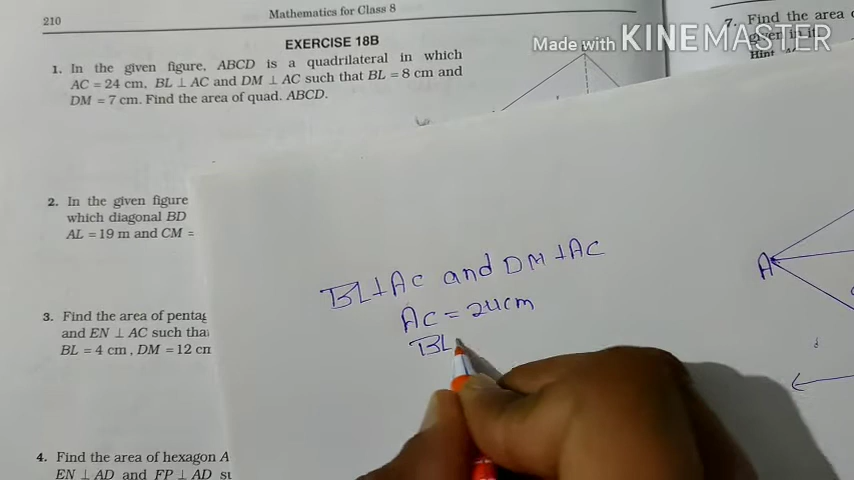 210
Mathematics for Class 8
EXERCISE 18B
1. In the given figure, ABCD is a quadrilateral in which
AC = 24 cm, BL ⊥ AC and DM ⊥ AC such that BL = 8 cm and
DM = 7 cm. Find the area of quad. ABCD.
2. In the given figure
which diagonal BD
AL = 19 m and CM =
3. Find the area of pentag
and EN ⊥ AC such tha
BL = 4 cm, DM = 12 cm
4. Find the area of hexagon A
EN ⊥ AD and FP ⊥ AD
7. Find the area
given in
Hint
Made with KINEMASTER
BL⊥AC and DM⊥AC
AC = 24cm
BL
A